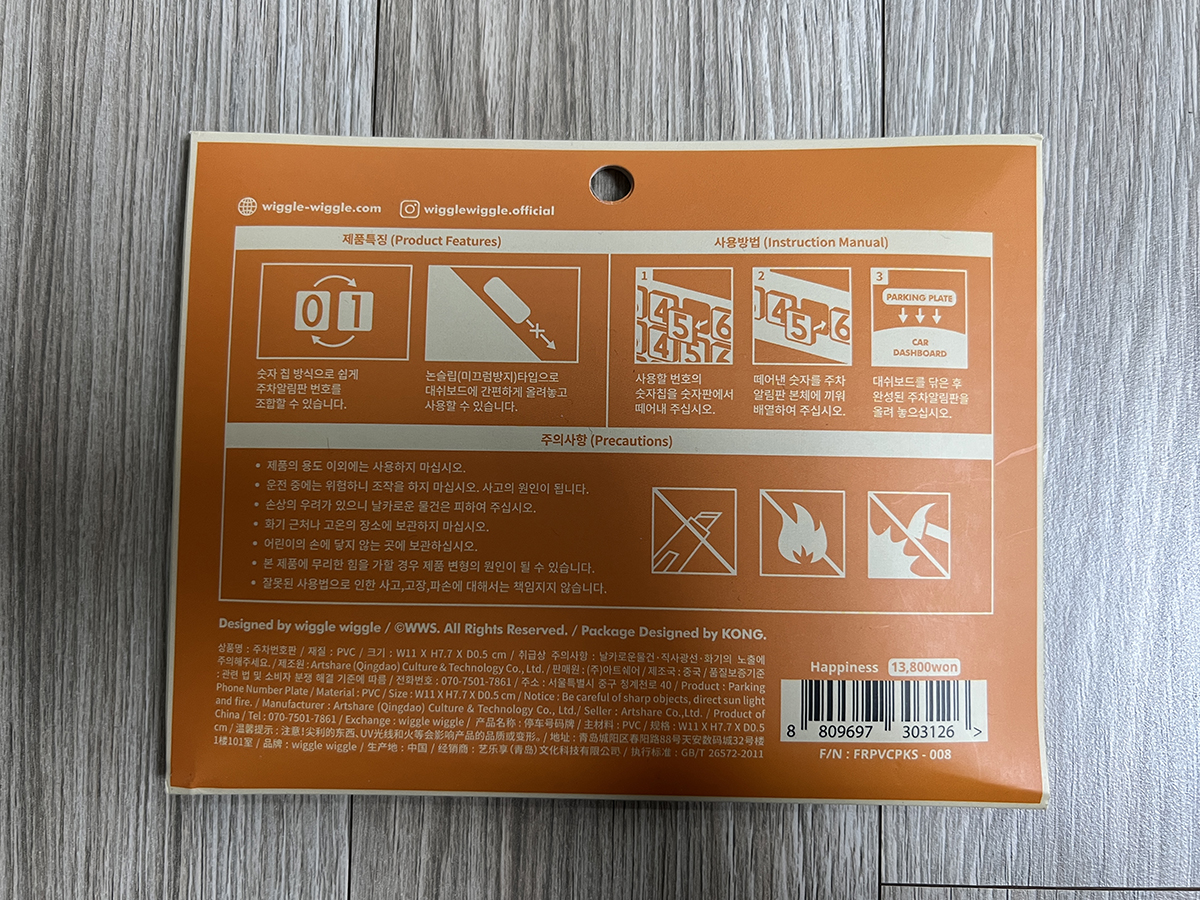 wiggle-wiggle.com wigglewiggle.official
제품특징 (Product Features)
0 1
숫자 칩 방식으로 쉽게
주차알림판 번호를
조합할 수 있습니다.
논슬립(미끄럼방지)타입으로
대쉬보드에 간편하게 올려놓고
사용할 수 있습니다.
사용방법 (Instruction Manual)
1
4 5 6
4 5
사용할 번호의
숫자칩을 숫자판에서
떼어내 주십시오.
2
4 5 6
떼어낸 숫자를 주차
알림판 본체에 끼워
배열하여 주십시오.
3
PARKING PLATE
CAR
DASHBOARD
대쉬보드를 닦은 후
완성된 주차알림판을
올려 놓으십시오.
주의사항 (Precautions)
• 제품의 용도 이외에는 사용하지 마십시오.
• 운전 중에는 위험하니 조작을 하지 마십시오. 사고의 원인이 됩니다.
• 손상의 우려가 있으니 날카로운 물건은 피하여 주십시오.
• 화기 근처나 고온의 장소에 보관하지 마십시오.
• 어린이의 손에 닿지 않는 곳에 보관하십시오.
• 본 제품에 무리한 힘을 가할 경우 제품 변형의 원인이 될 수 있습니다.
• 잘못된 사용법으로 인한 사고,고장,파손에 대해서는 책임지지 않습니다.
Designed by wiggle wiggle / ©WWS. All Rights Reserved. / Package Designed by KONG.
상품명 : 주차번호판 / 재질 : PVC / 크기 : W11 X H7.7 X D0.5 cm / 취급상 주의사항 : 날카로운물건·직사광선·화기의 노출에
주의해주세요. / 제조원 : Artshare (Qingdao) Culture & Technology Co., Ltd. / 판매원 : (주)아트쉐어 / 제조국 : 중국 / 품질보증기준
: 관련 법 및 소비자 분쟁 해결 기준에 따름 / 전화번호 : 070-7501-7861 / 주소 : 서울특별시 중구 청계천로 40 / Product : Parking
Phone Number Plate / Material : PVC / Size : W11 X H7.7 X D0.5 cm / Notice : Be careful of sharp objects, direct sun light
and fire. / Manufacturer : Artshare (Qingdao) Culture & Technology Co., Ltd./ Seller : Artshare Co.,Ltd. / Product of
China / Tel : 070-7501-7861 / Exchange : wiggle wiggle / 产品名称 : 停车号码牌 / 主材料 : PVC / 规格 : W11 X H7.7 X D0.5
cm / 温馨提示 : 注意!尖利的东西、UV光线和火等会影响产品的品质或变形。/ 地址 : 青岛城阳区春阳路88号天安数码城32号楼
1楼101室 / 品牌 : wiggle wiggle / 生产地 : 中国 / 经销商 : 艺乐享(青岛)文化科技有限公司 / 执行标准 : GB/T 26572-2011
Happiness 13,800won
8 809697 303126 >
F/N : FRPVCPKS - 008